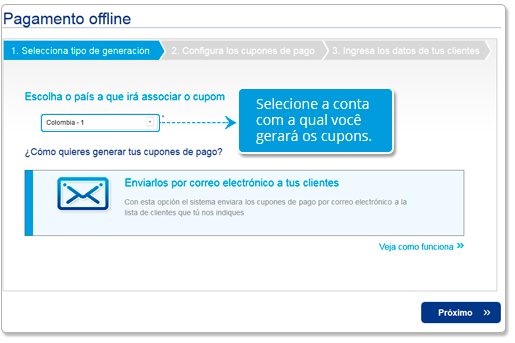 Pagamento offline
1. Selecciona tipo de generación
2. Configura los cupones de pago
3. Ingresa los datos de tus clientes
Escolha o país a que irá associar o cupom
Colombia - 1
*
Selecione a conta
com a qual você
gerará os cupons.
¿Cómo quieres generar tus cupones de pago?
Enviarlos por correo electrónico a tus clientes
Con esta opción el sistema enviara los cupones de pago por correo electrónico a la
lista de clientes que tú nos indiques
Veja como funciona »
Próximo »